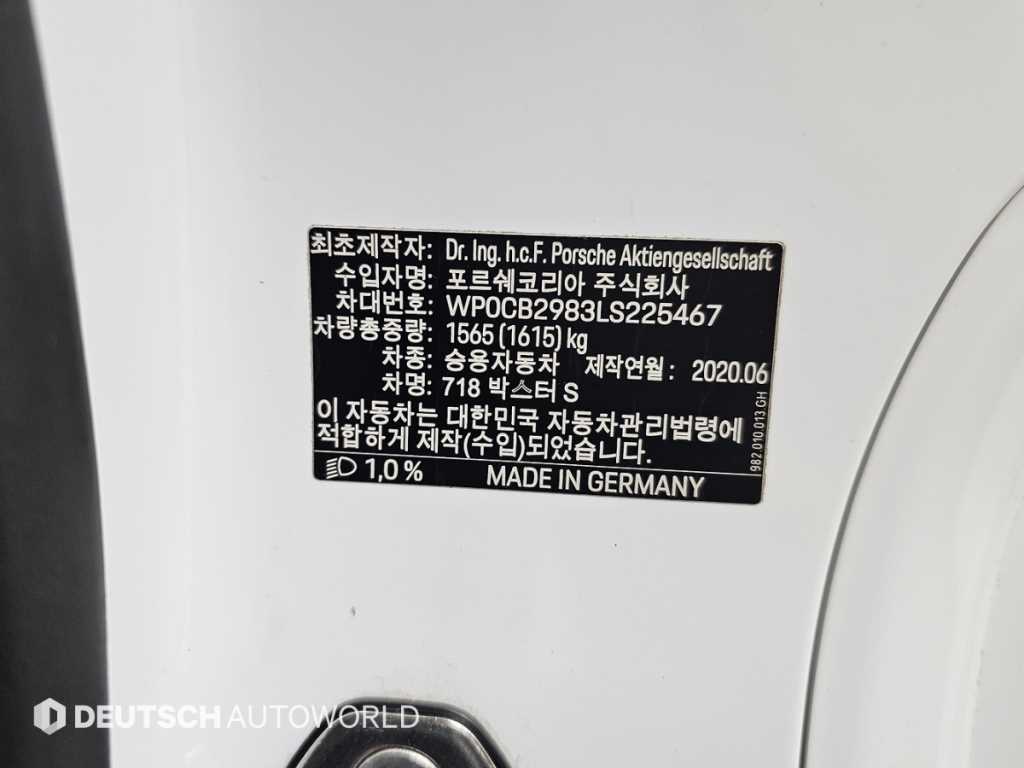 최초제작자: Dr. Ing. h.c.F. Porsche Aktiengesellschaft
수입자명: 포르쉐코리아 주식회사
차대번호: WP0CB2983LS225467
차량총중량: 1565 (1615) kg
차종: 승용자동차 제작연월: 2020.06
차명: 718 박스터 S
이 자동차는 대한민국 자동차관리법령에
적합하게 제작(수입)되었습니다.
1,0 % MADE IN GERMANY
982.010.013 GH
DEUTSCH AUTOWORLD